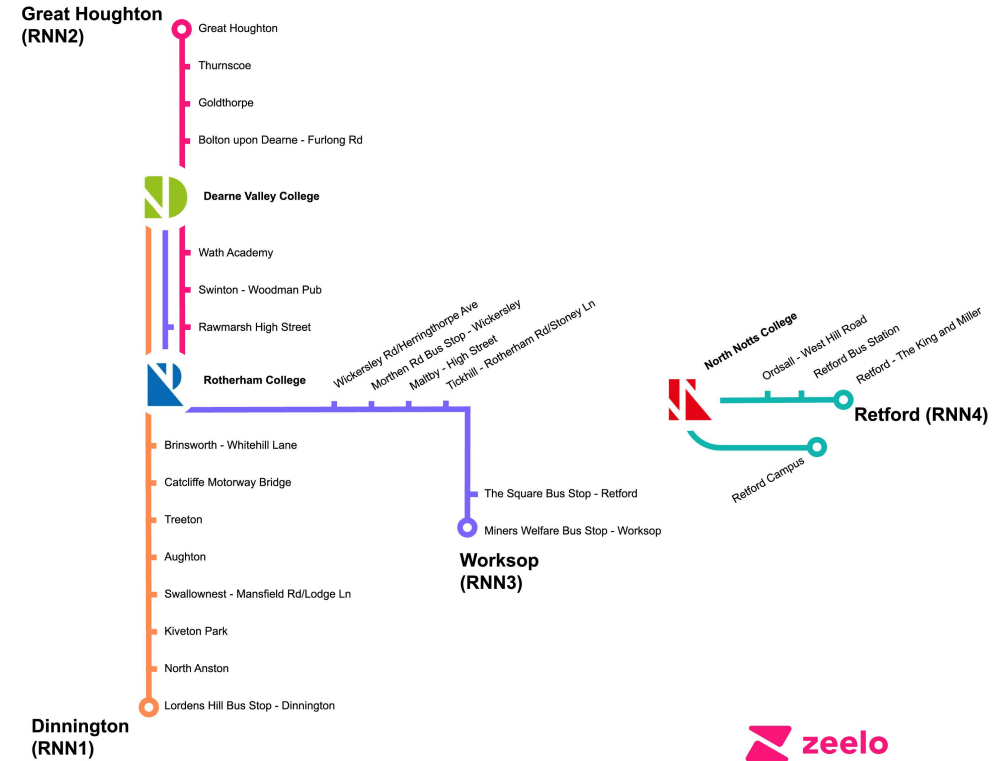 Great Houghton
(RNN2)
Great Houghton
Thurnscoe
Goldthorpe
Bolton upon Dearne - Furlong Rd
Dearne Valley College
Wath Academy
Swinton - Woodman Pub
Rawmarsh High Street
Rotherham College
Wickersley Rd/Herringthorpe Ave
Morthen Rd Bus Stop - Wickersley
Maltby - High Street
Tickhill - Rotherham Rd/Stoney Ln
North Notts College
Ordsall - West Hill Road
Retford Bus Station
Retford - The King and Miller
Retford (RNN4)
Retford Campus
Brinsworth - Whitehill Lane
Catcliffe Motorway Bridge
Treeton
Aughton
Swallownest - Mansfield Rd/Lodge Ln
Kiveton Park
North Anston
Lordens Hill Bus Stop - Dinnington
The Square Bus Stop - Retford
Miners Welfare Bus Stop - Worksop
Worksop
(RNN3)
Dinnington
(RNN1)
zeelo